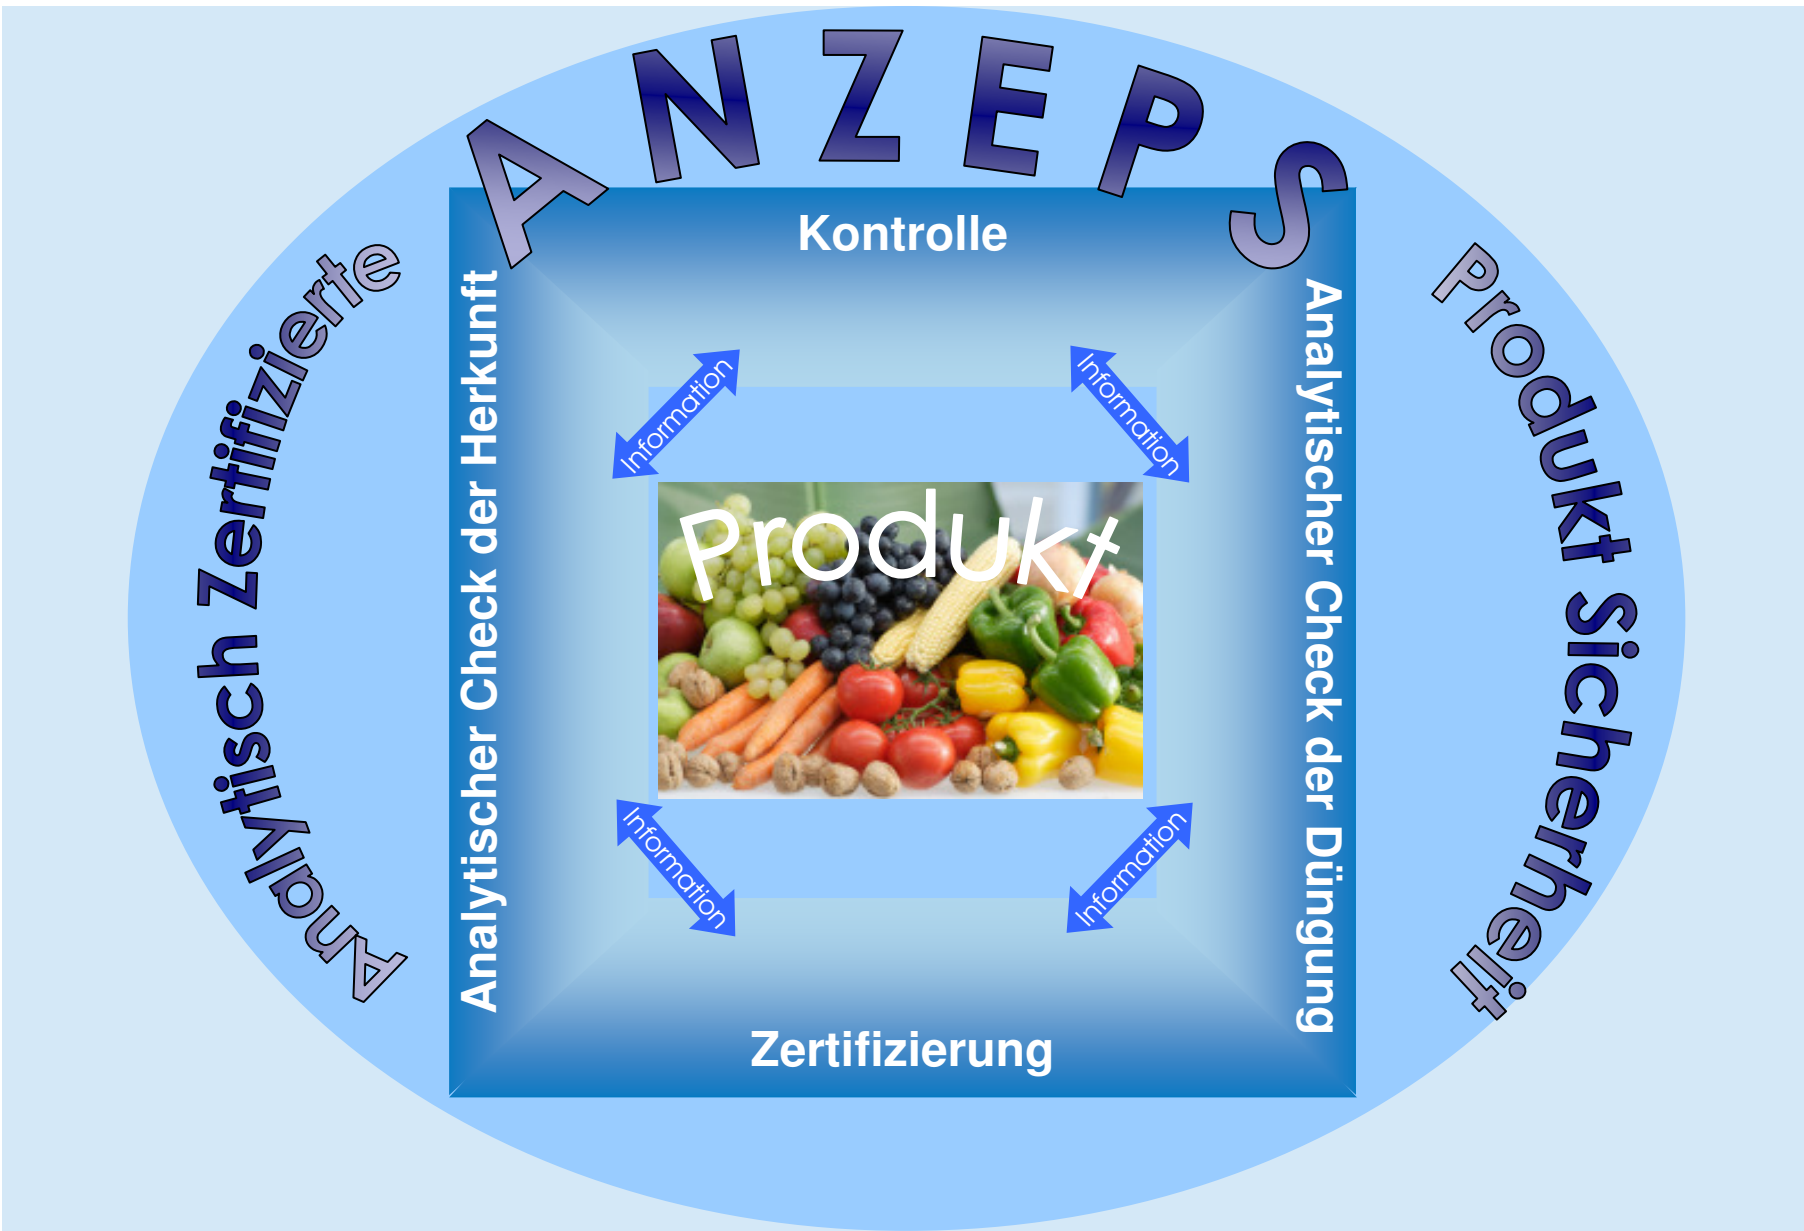 ANZEPS
Analytisch Zertifizierte
Produkt Sicherheit
Kontrolle
Analytischer Check der Herkunft
Analytischer Check der Düngung
Information
Information
Produkt
Information
Information
Zertifizierung